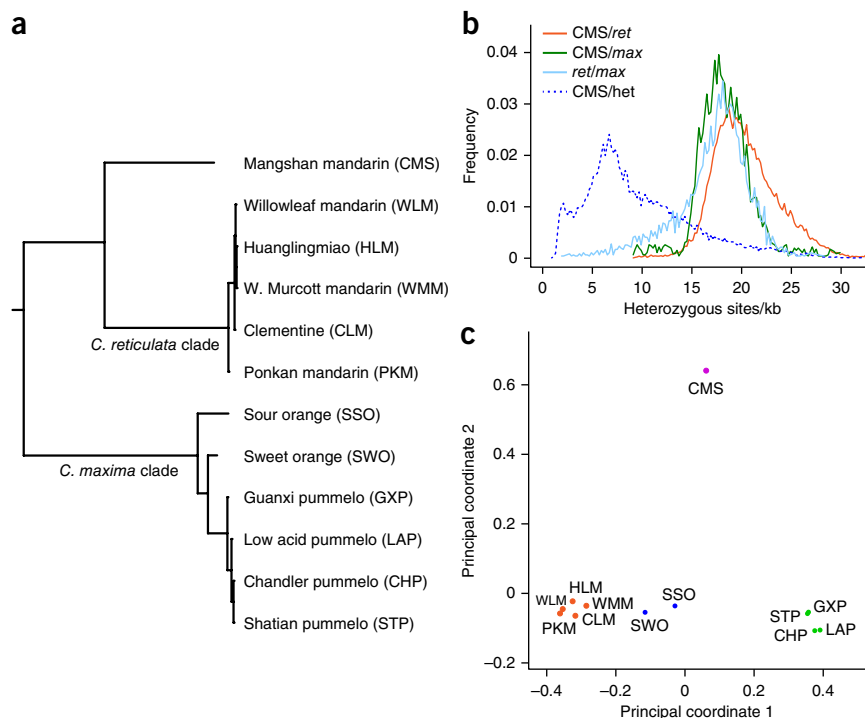 a
Mangshan mandarin (CMS)
Willowleaf mandarin (WLM)
Huanglingmiao (HLM)
W. Murcott mandarin (WMM)
Clementine (CLM)
C. reticulata clade
Ponkan mandarin (PKM)
Sour orange (SSO)
Sweet orange (SWO)
C. maxima clade
Guanxi pummelo (GXP)
Low acid pummelo (LAP)
Chandler pummelo (CHP)
Shatian pummelo (STP)
b
CMS/ret
CMS/max
ret/max
CMS/het
0.04
0.03
0.02
0.01
0
Frequency
0 5 10 15 20 25 30
Heterozygous sites/kb
c
0.6
0.4
0.2
0
−0.2
Principal coordinate 2
CMS
HLM
WLM
WMM
PKM
CLM
SWO
SSO
STP
GXP
CHP
LAP
−0.4 −0.2 0 0.2 0.4
Principal coordinate 1